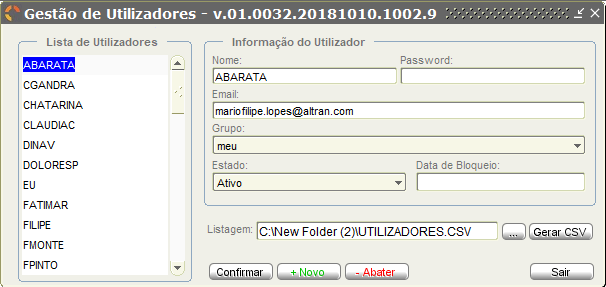 Gestão de Utilizadores - v.01.0032.20181010.1002.9
Lista de Utilizadores
ABARATA
CGANDRA
CHATARINA
CLAUDIAC
DINAV
DOLORESP
EU
FATIMAR
FILIPE
FMONTE
FPINTO
Informação do Utilizador
Nome: Password:
ABARATA
Email:
mariofilipe.lopes@altran.com
Grupo:
meu
Estado: Data de Bloqueio:
Ativo
Listagem: C:\New Folder (2)\UTILIZADORES.CSV ... Gerar CSV
Confirmar + Novo - Abater Sair